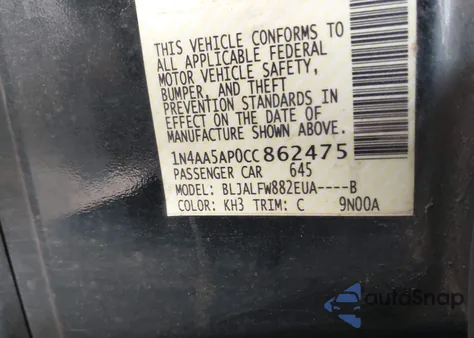 THIS VEHICLE CONFORMS TO
ALL APPLICABLE FEDERAL
MOTOR VEHICLE SAFETY,
BUMPER, AND THEFT
PREVENTION STANDARDS IN
EFFECT ON THE DATE OF
MANUFACTURE SHOWN ABOVE.
1N4AA5AP0CC862475
PASSENGER CAR 645
MODEL: BLJALFW882EUA----B
COLOR: KH3 TRIM: C 9N00A
autoSnap